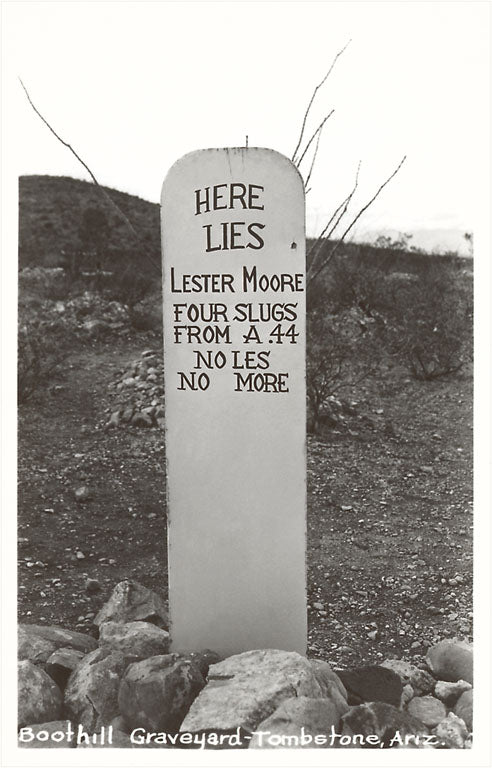 HERE
LIES
LESTER MOORE
FOUR SLUGS
FROM A .44
NO LES
NO MORE
Boothill Graveyard-Tombstone, Ariz.